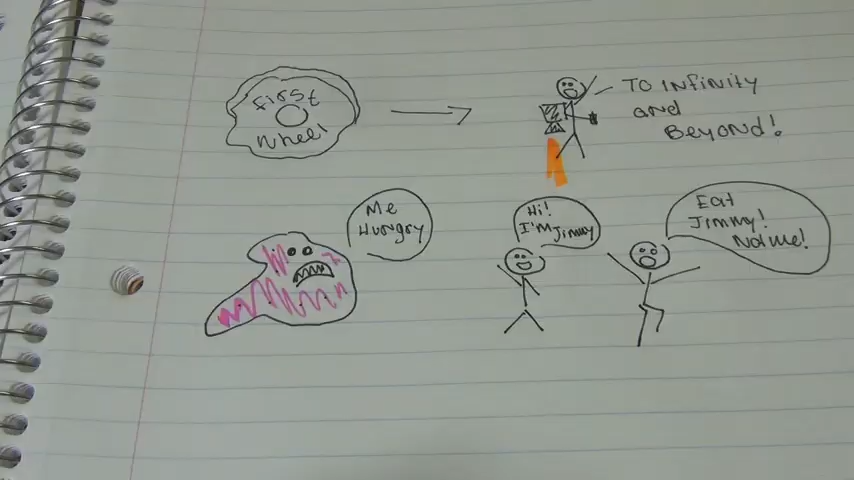 First
Wheel
To Infinity
and
Beyond!
Me
Hungry
Hi!
I'm Jimmy
Eat
Jimmy!
Not me!